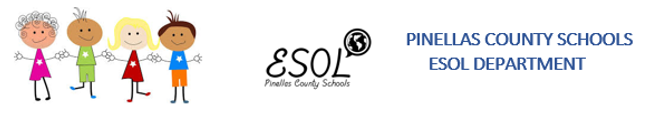 ESOL
Pinellas County Schools
PINELLAS COUNTY SCHOOLS
ESOL DEPARTMENT